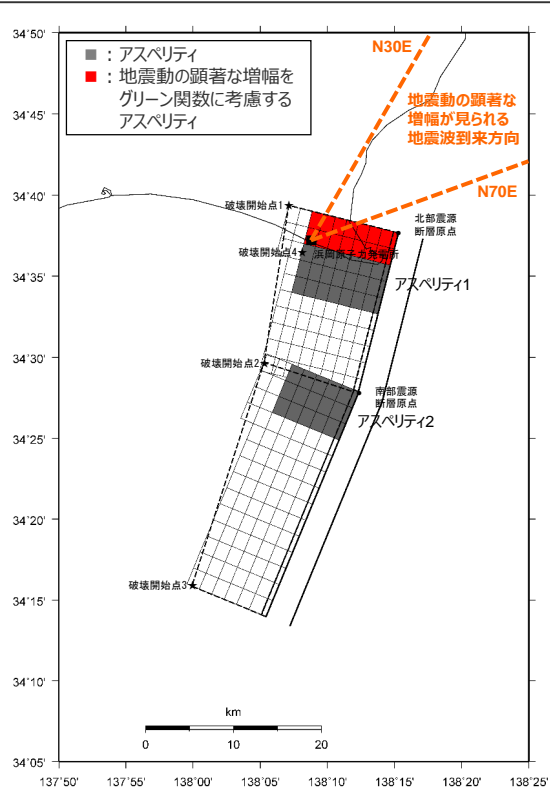 ■ : アスペリティ
■ : 地震動の顕著な増幅を
グリーン関数に考慮する
アスペリティ
N30E
地震動の顕著な
増幅が見られる
地震波到来方向
N70E
破壊開始点1
北部震源
断層原点
破壊開始点4
浜岡原子力発電所
アスペリティ1
破壊開始点2
南部震源
断層原点
アスペリティ2
破壊開始点3
km
0 10 20
34°50'
34°45'
34°40'
34°35'
34°30'
34°25'
34°20'
34°15'
34°10'
34°05'
137°50' 137°55' 138°00' 138°05' 138°10' 138°15' 138°20' 138°25'